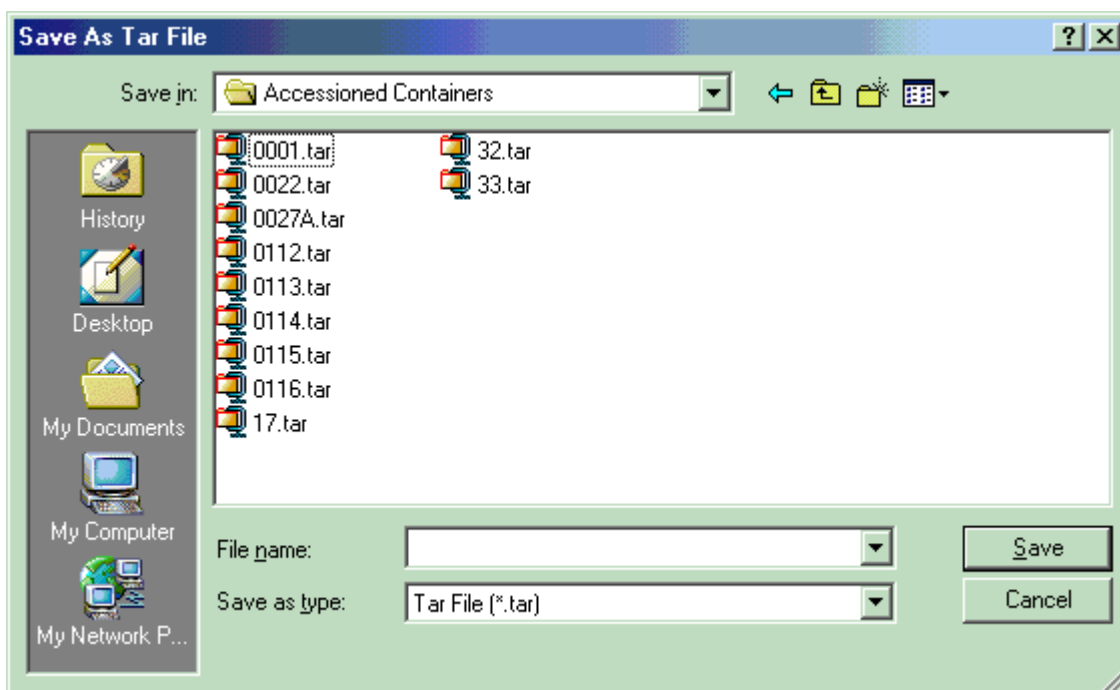 Save As Tar File
Save in: Accessioned Containers
History
Desktop
My Documents
My Computer
My Network P...
0001.tar
0022.tar
0027A.tar
0112.tar
0113.tar
0114.tar
0115.tar
0116.tar
17.tar
32.tar
33.tar
File name:
Save
Save as type: Tar File (*.tar)
Cancel